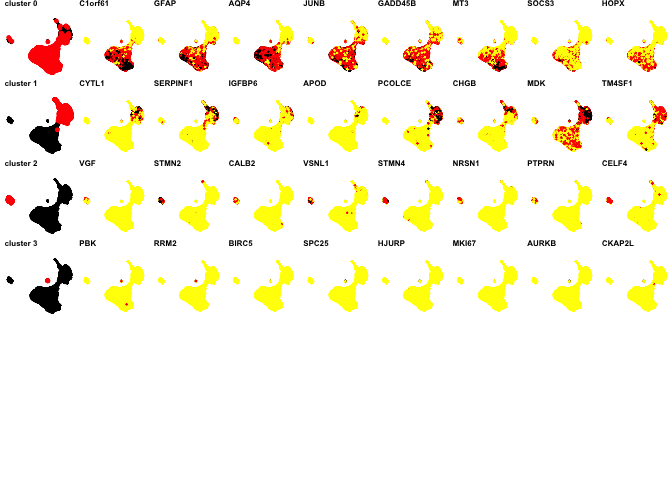 cluster 0 C1orf61 GFAP AQP4 JUNB GADD45B MT3 SOCS3 HOPX
cluster 1 CYTL1 SERPINF1 IGFBP6 APOD PCOLCE CHGB MDK TM4SF1
cluster 2 VGF STMN2 CALB2 VSNL1 STMN4 NRSN1 PTPRN CELF4
cluster 3 PBK RRM2 BIRC5 SPC25 HJURP MKI67 AURKB CKAP2L